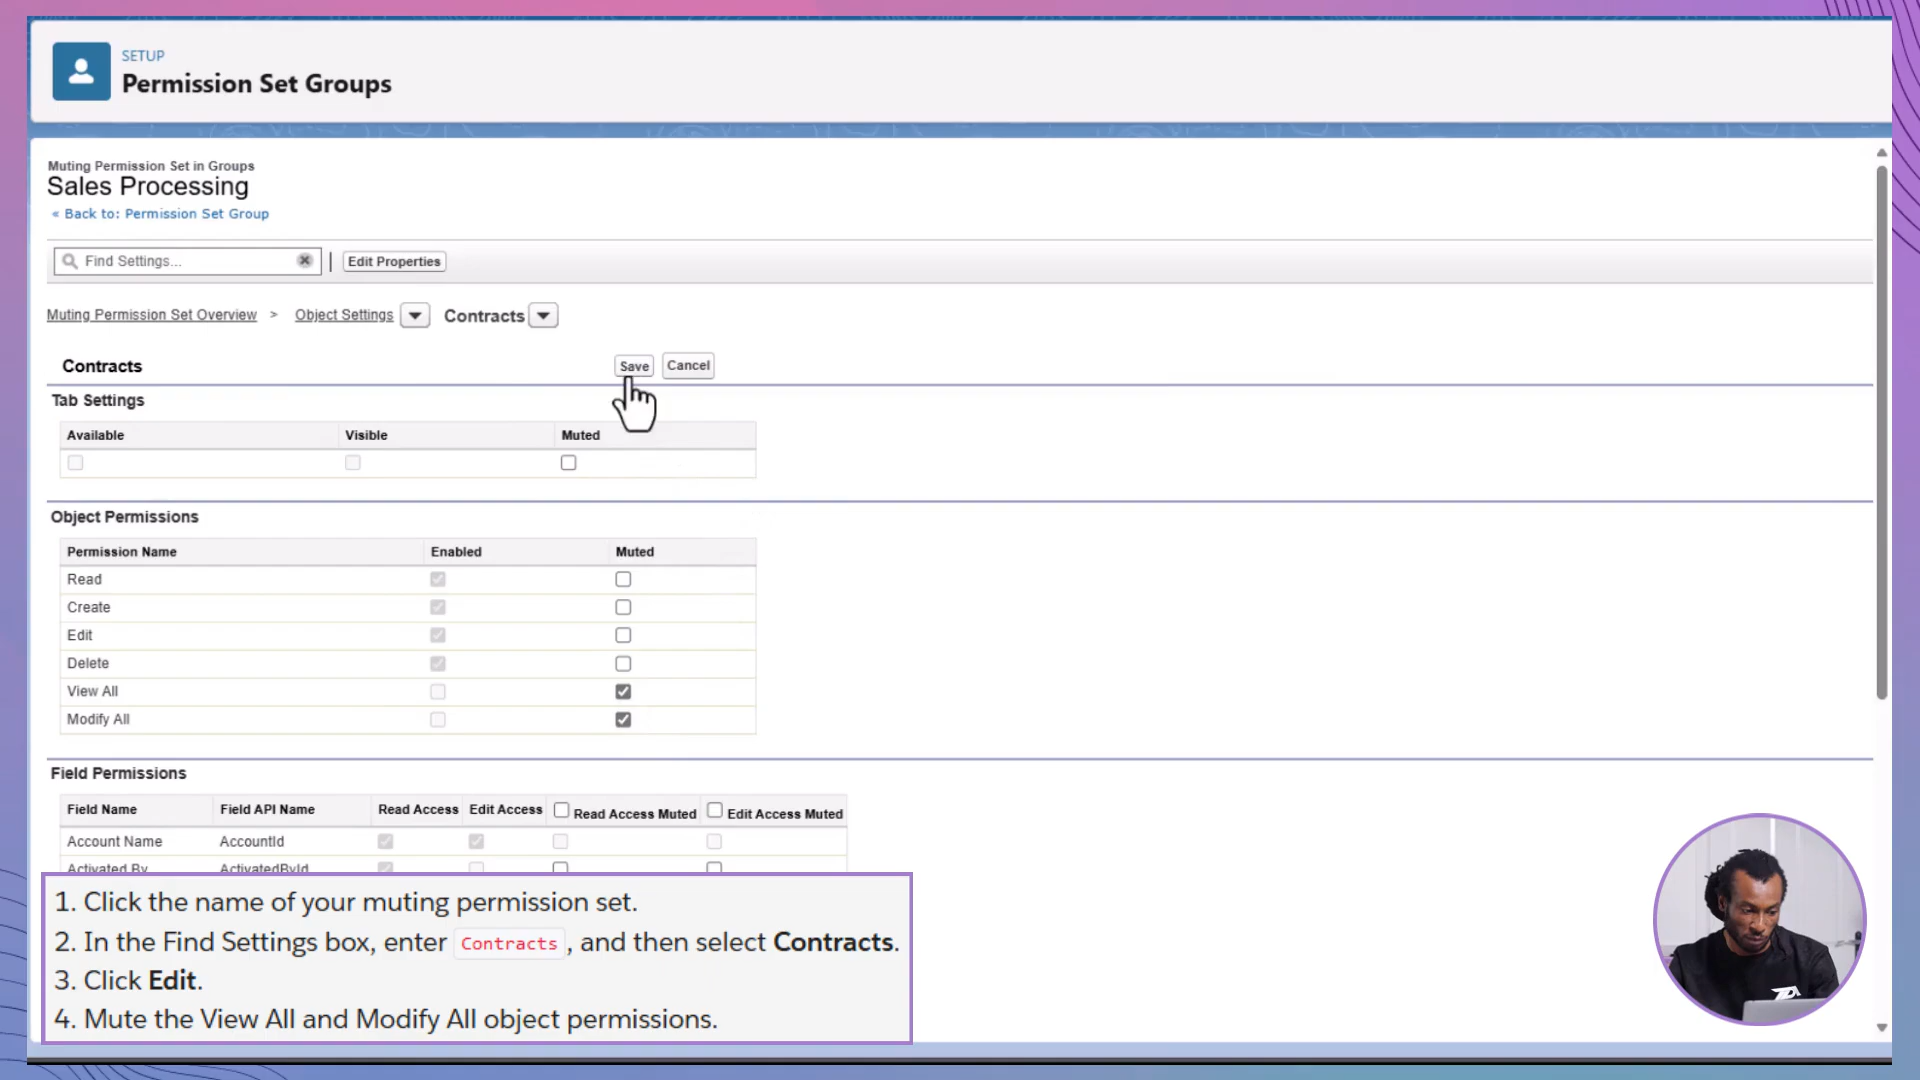 SETUP
Permission Set Groups
Muting Permission Set in Groups
Sales Processing
« Back to: Permission Set Group
Find Settings... | Edit Properties
Muting Permission Set Overview > Object Settings Contracts
Contracts Save Cancel
Tab Settings
Available Visible Muted
Object Permissions
Permission Name Enabled Muted
Read
Create
Edit
Delete
View All
Modify All
Field Permissions
Field Name Field API Name Read Access Edit Access Read Access Muted Edit Access Muted
Account Name AccountId
Activated By ActivatedById
1. Click the name of your muting permission set.
2. In the Find Settings box, enter Contracts, and then select Contracts.
3. Click Edit.
4. Mute the View All and Modify All object permissions.